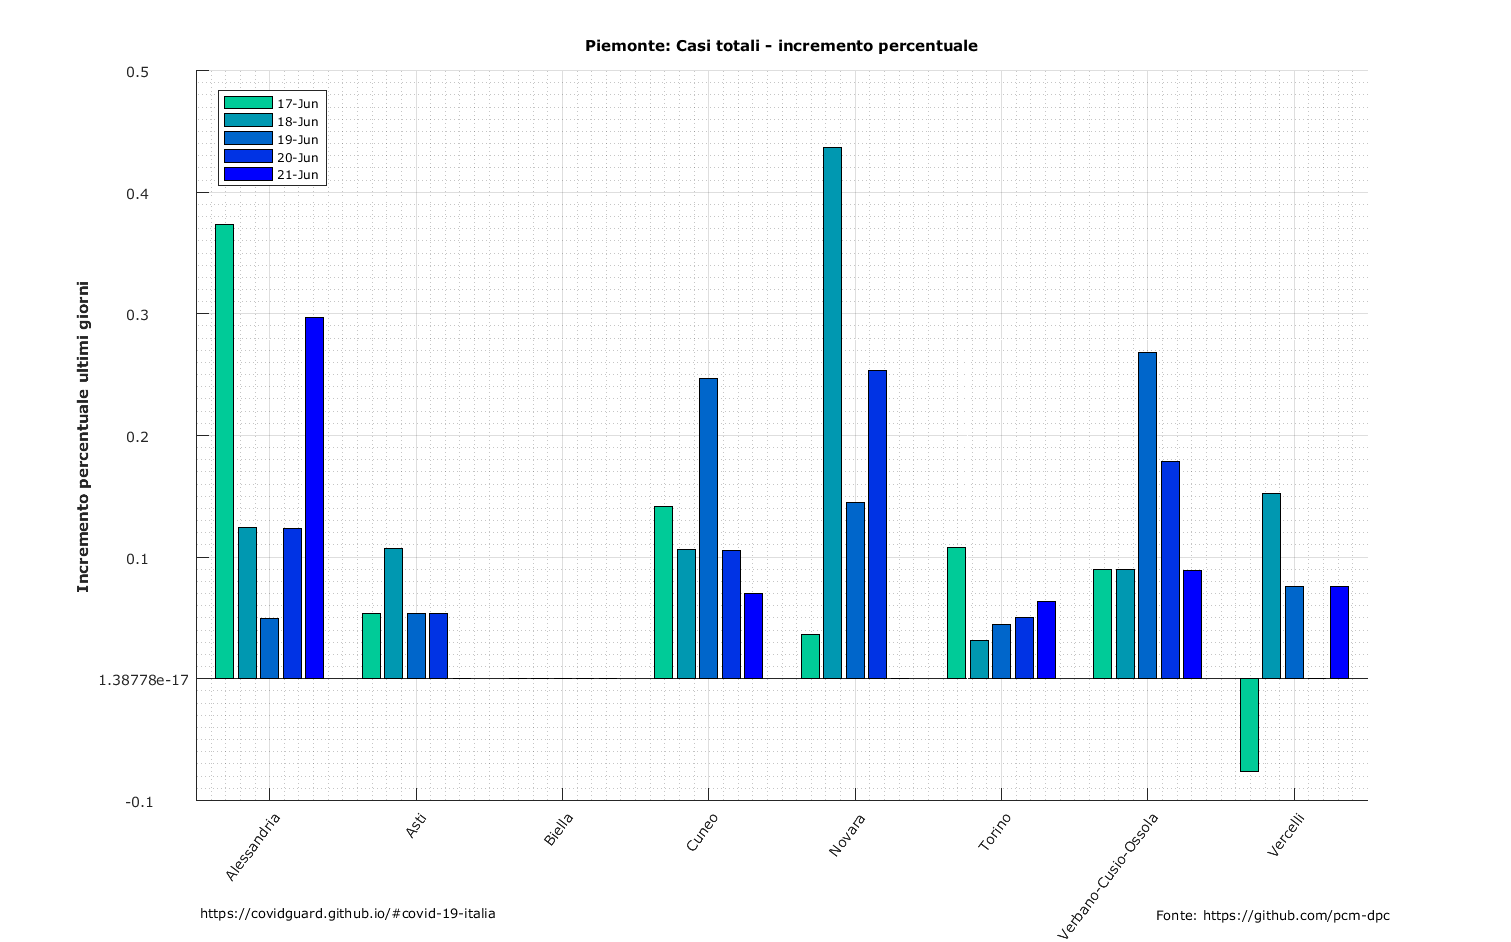 Piemonte: Casi totali - incremento percentuale
0.5
0.4
0.3
0.2
0.1
1.38778e-17
-0.1
Incremento percentuale ultimi giorni
17-Jun
18-Jun
19-Jun
20-Jun
21-Jun
Alessandria
Asti
Biella
Cuneo
Novara
Torino
Verbano-Cusio-Ossola
Vercelli
https://covidguard.github.io/#covid-19-italia
Fonte: https://github.com/pcm-dpc